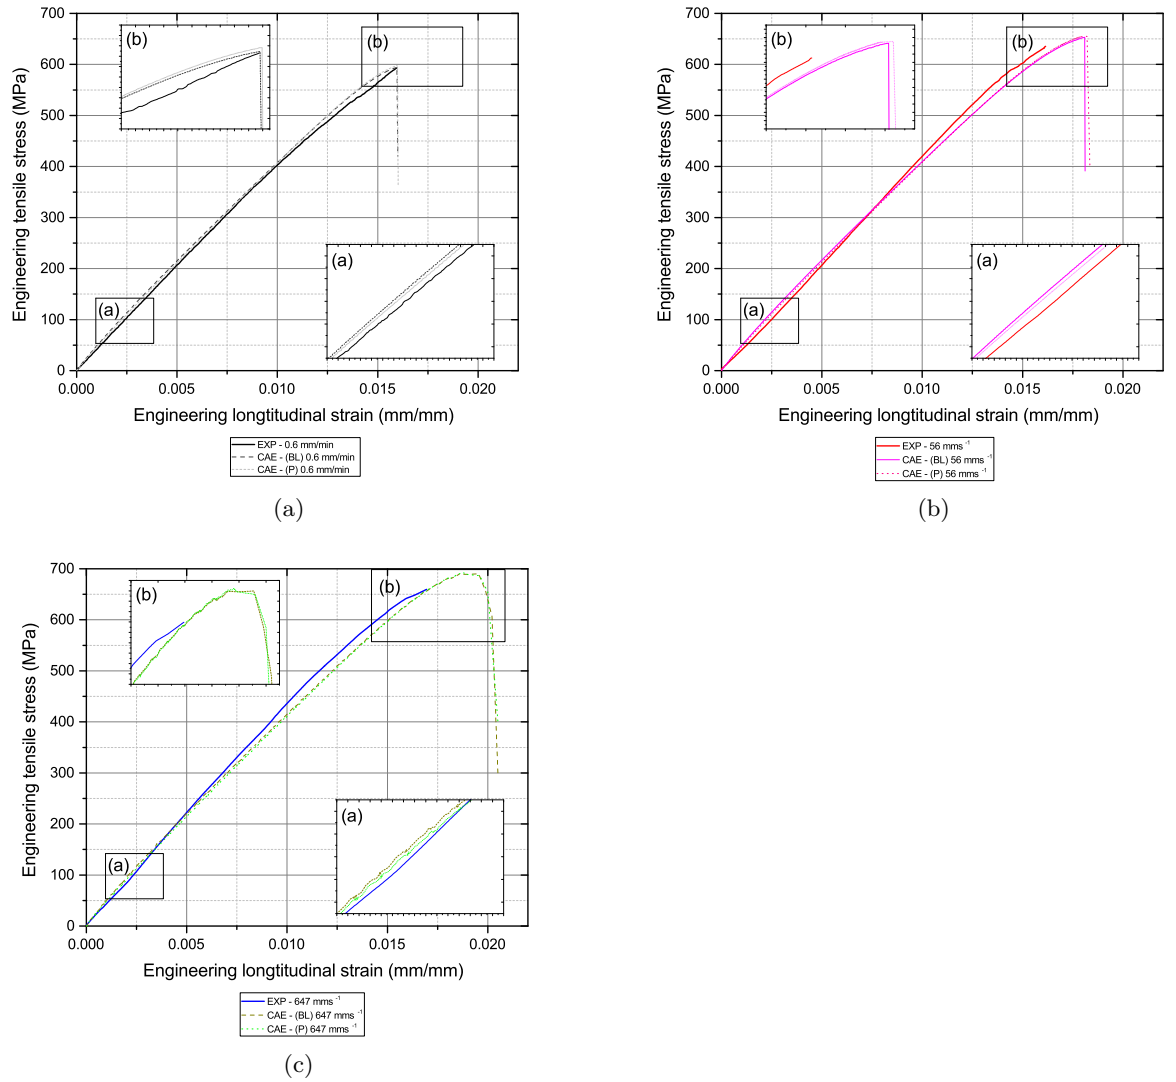 Engineering tensile stress (MPa)
700
600
500
400
300
200
100
0
(b)
(b)
(a)
(a)
0.000 0.005 0.010 0.015 0.020
Engineering longtitudinal strain (mm/mm)
EXP - 0.6 mm/min
CAE - (BL) 0.6 mm/min
CAE - (P) 0.6 mm/min
(a)
Engineering tensile stress (MPa)
700
600
500
400
300
200
100
0
(b)
(b)
(a)
(a)
0.000 0.005 0.010 0.015 0.020
Engineering longtitudinal strain (mm/mm)
EXP - 56 mms -1
CAE - (BL) 56 mms -1
CAE - (P) 56 mms -1
(b)
Engineering tensile stress (MPa)
700
600
500
400
300
200
100
0
(b)
(b)
(a)
(a)
0.000 0.005 0.010 0.015 0.020
Engineering longtitudinal strain (mm/mm)
EXP - 647 mms -1
CAE - (BL) 647 mms -1
CAE - (P) 647 mms -1
(c)